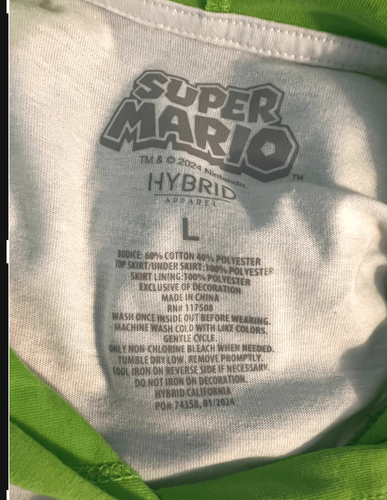 SUPER
MARIO
TM
TM & © 2024 Nintendo.
HYBRID
APPAREL
L
BODICE: 60% COTTON 40% POLYESTER
TOP SKIRT/UNDER SKIRT: 100% POLYESTER
SKIRT LINING: 100% POLYESTER
EXCLUSIVE OF DECORATION
MADE IN CHINA
RN# 117508
WASH ONCE INSIDE OUT BEFORE WEARING.
MACHINE WASH COLD WITH LIKE COLORS.
GENTLE CYCLE.
ONLY NON-CHLORINE BLEACH WHEN NEEDED.
TUMBLE DRY LOW. REMOVE PROMPTLY.
COOL IRON ON REVERSE SIDE IF NECESSARY.
DO NOT IRON ON DECORATION.
HYBRID CALIFORNIA
PO# 74358, 01/2024